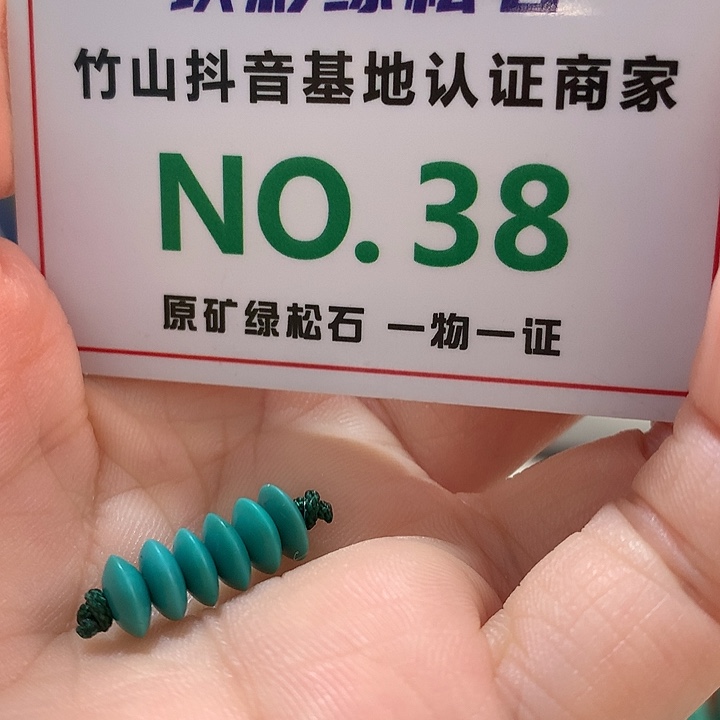 竹山抖音基地认证商家
NO. 38
原矿绿松石 一物一证